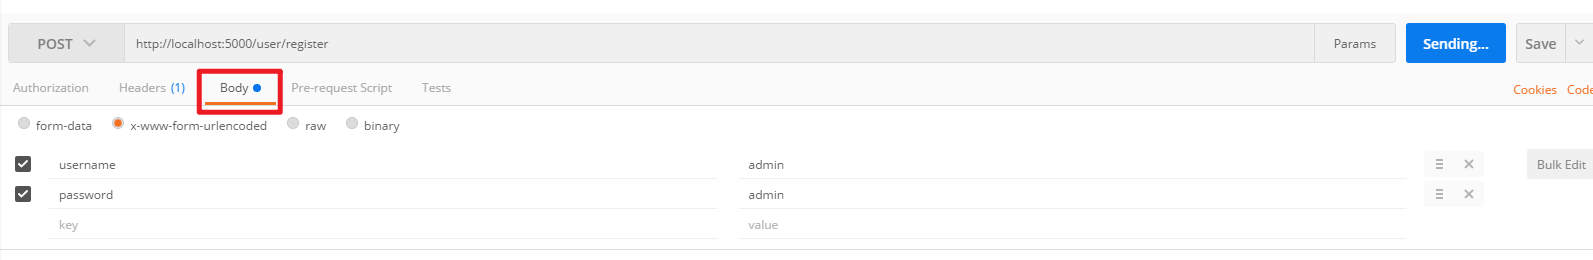 POST http://localhost:5000/user/register Params Sending... Save
Authorization Headers (1) Body Pre-request Script Tests
Cookies Code
form-data x-www-form-urlencoded raw binary
username admin Bulk Edit
password admin
key value